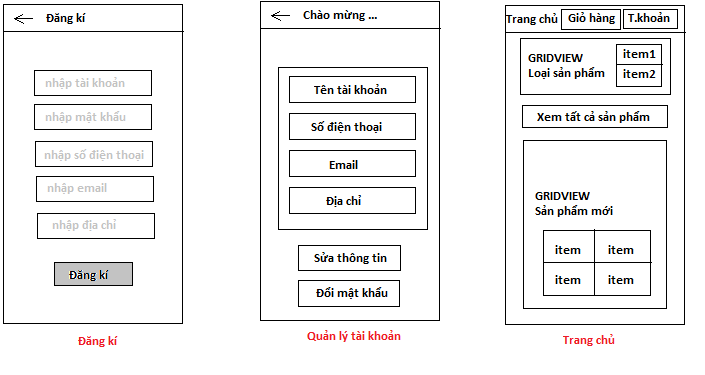 Đăng kí
nhập tài khoản
nhập mật khẩu
nhập số điện thoại
nhập email
nhập địa chỉ
Đăng kí
Đăng kí
Chào mừng ...
Tên tài khoản
Số điện thoại
Email
Địa chỉ
Sửa thông tin
Đổi mật khẩu
Quản lý tài khoản
Trang chủ
Giỏ hàng
T.khoản
GRIDVIEW
Loại sản phẩm
item1
item2
Xem tất cả sản phẩm
GRIDVIEW
Sản phẩm mới
item item
item item
Trang chủ